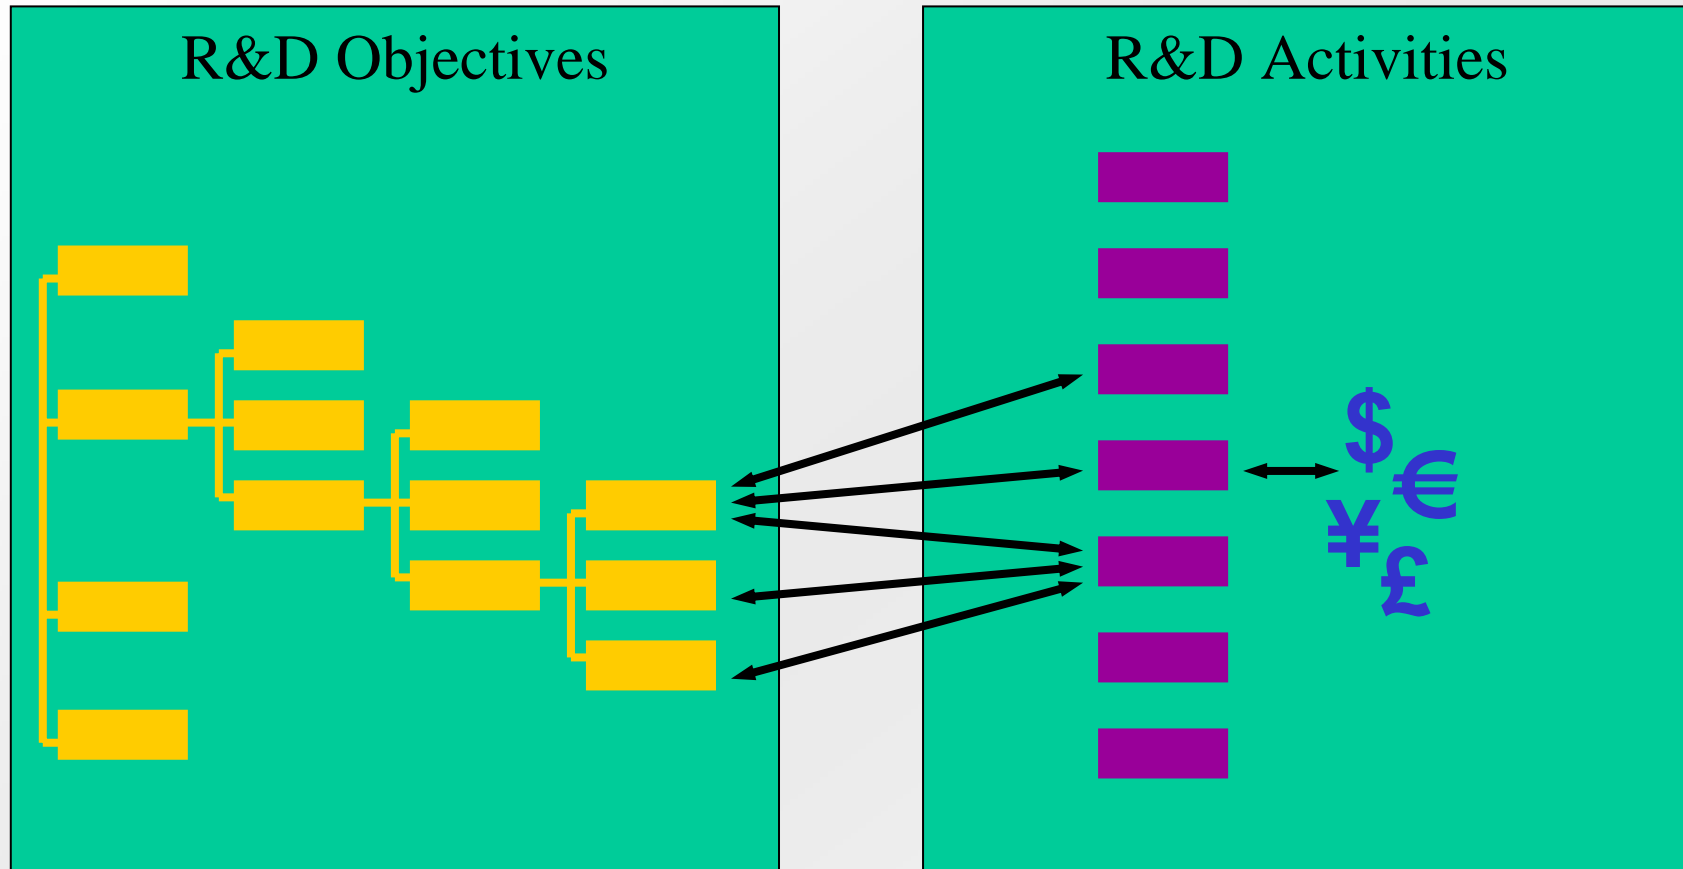 R&D Objectives
R&D Activities
$
€
¥
£